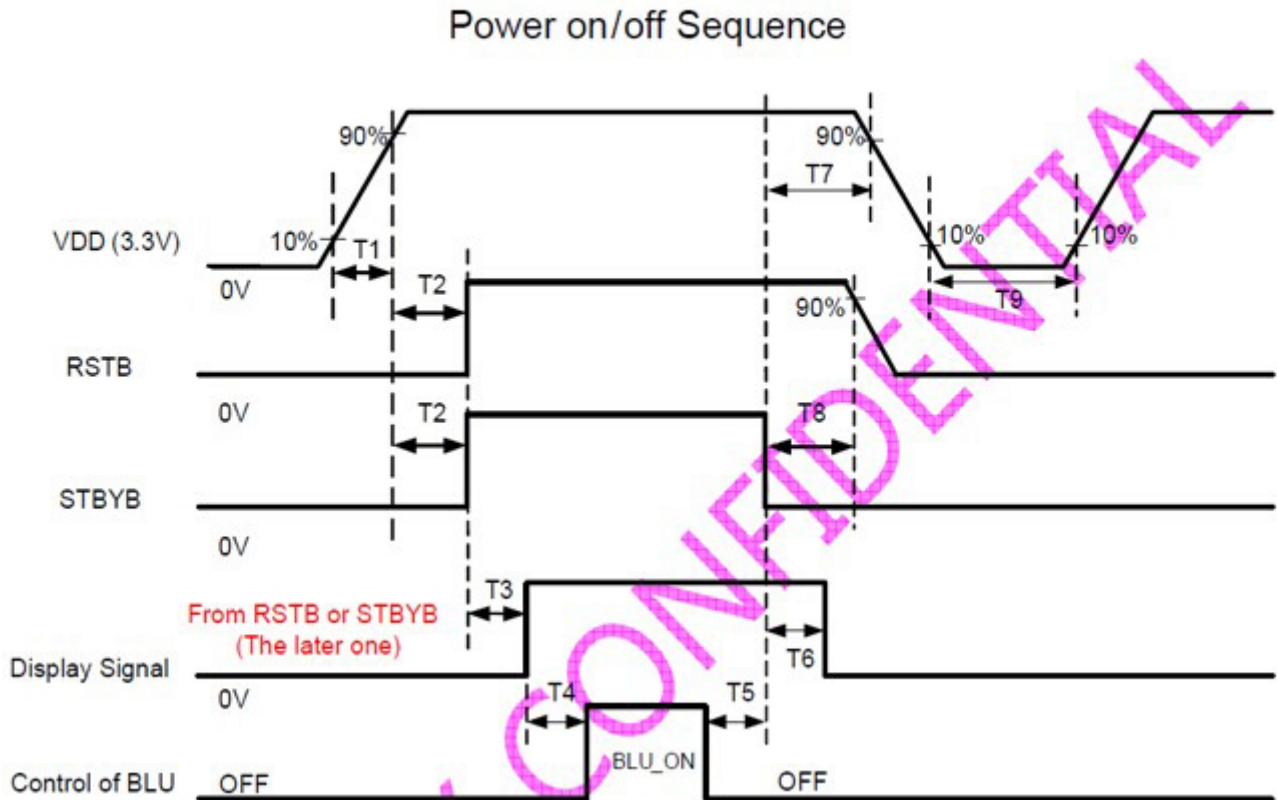 Power on/off Sequence
90%
90%
T7
VDD (3.3V)
10%
T1
10%
10%
0V
T2
T9
90%
RSTB
0V
T2
T8
STBYB
0V
T3
From RSTB or STBYB
(The later one)
T6
Display Signal
0V
T4
T5
BLU_ON
Control of BLU
OFF
OFF
CONFIDENTIAL